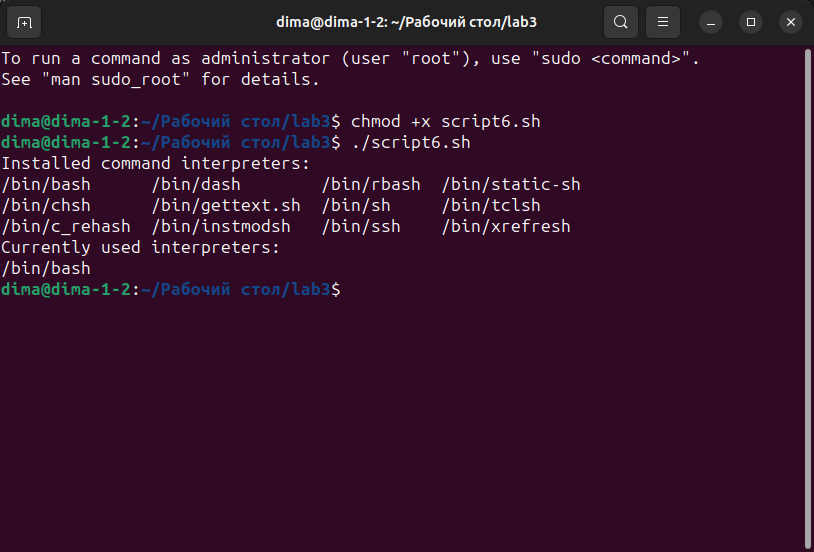 dima@dima-1-2: ~/Рабочий стол/lab3
To run a command as administrator (user "root"), use "sudo <command>".
See "man sudo_root" for details.
dima@dima-1-2:~/Рабочий стол/lab3$ chmod +x script6.sh
dima@dima-1-2:~/Рабочий стол/lab3$ ./script6.sh
Installed command interpreters:
/bin/bash      /bin/dash        /bin/rbash  /bin/static-sh
/bin/chsh      /bin/gettext.sh  /bin/sh     /bin/tclsh
/bin/c_rehash  /bin/instmodsh   /bin/ssh    /bin/xrefresh
Currently used interpreters:
/bin/bash
dima@dima-1-2:~/Рабочий стол/lab3$